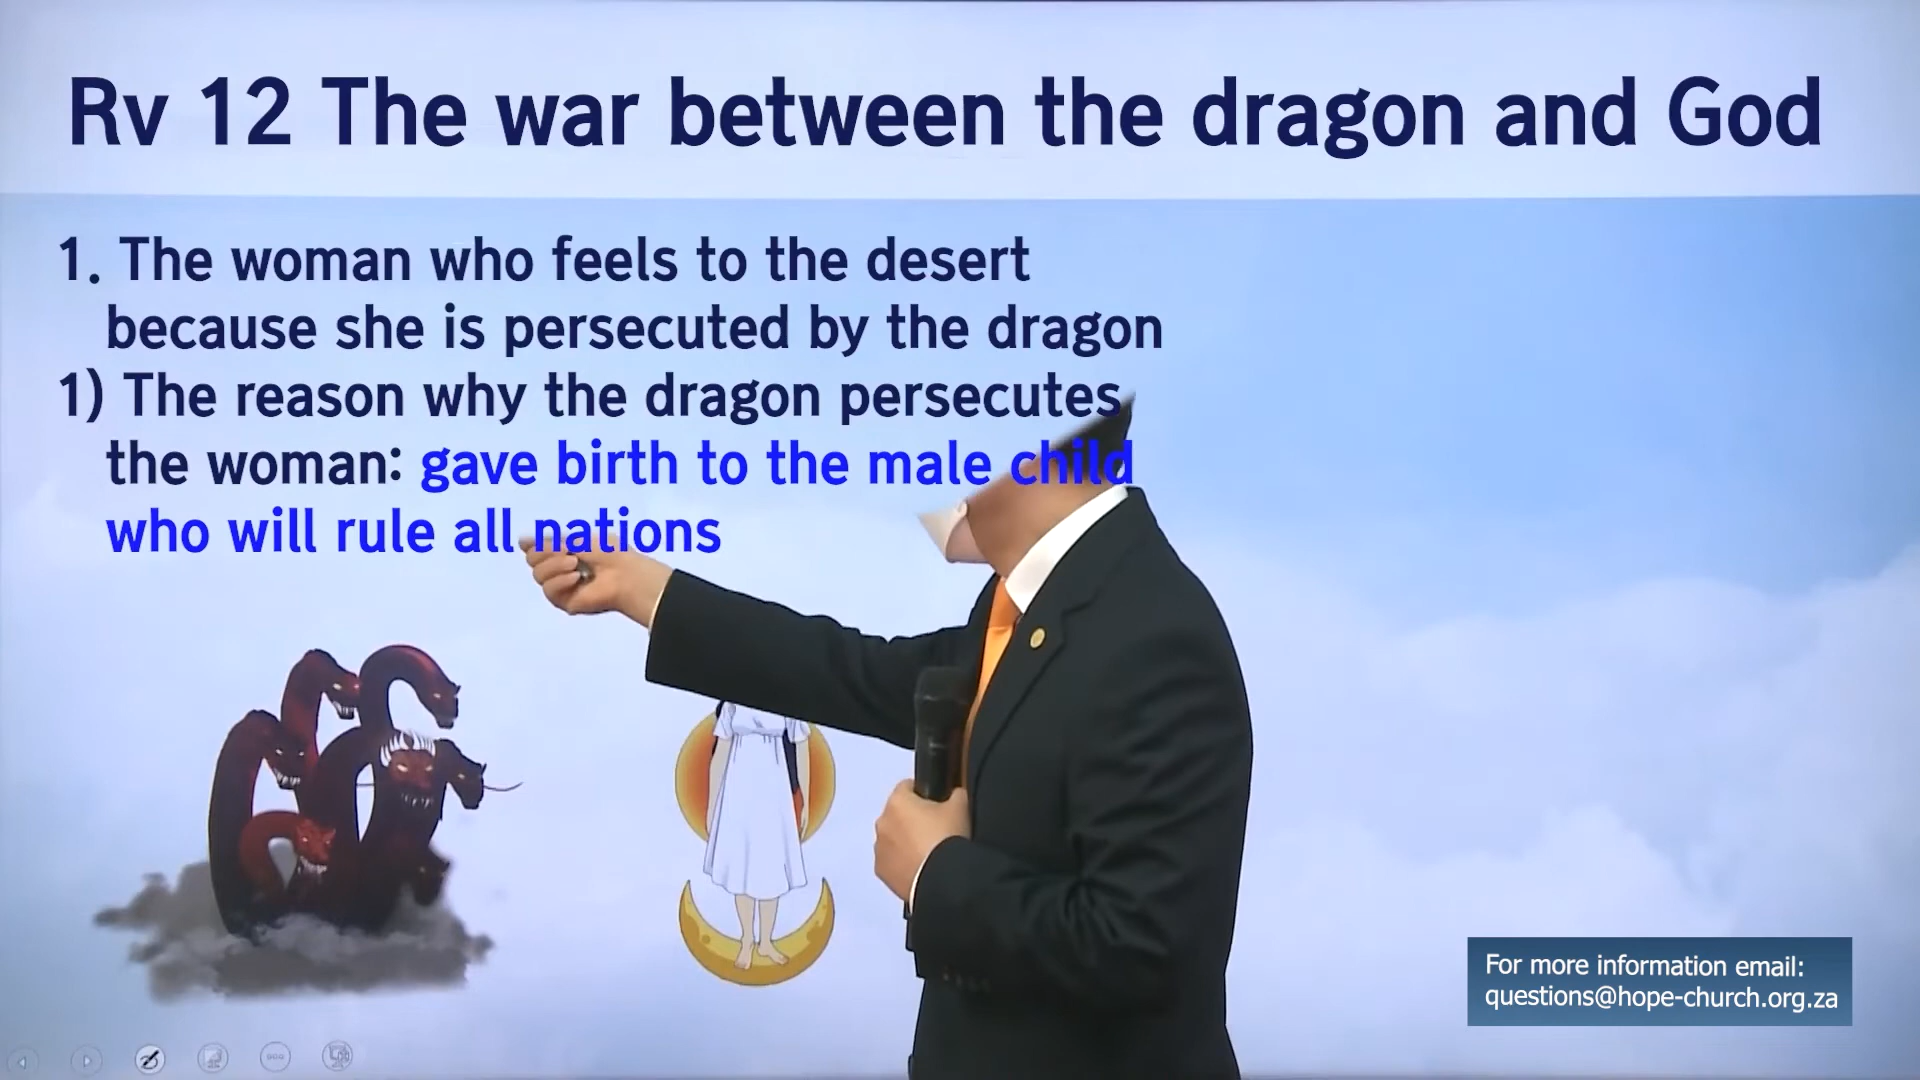 Rv 12 The war between the dragon and God
1. The woman who feels to the desert
because she is persecuted by the dragon
1) The reason why the dragon persecutes
the woman: gave birth to the male child
who will rule all nations
For more information email:
questions@hope-church.org.za